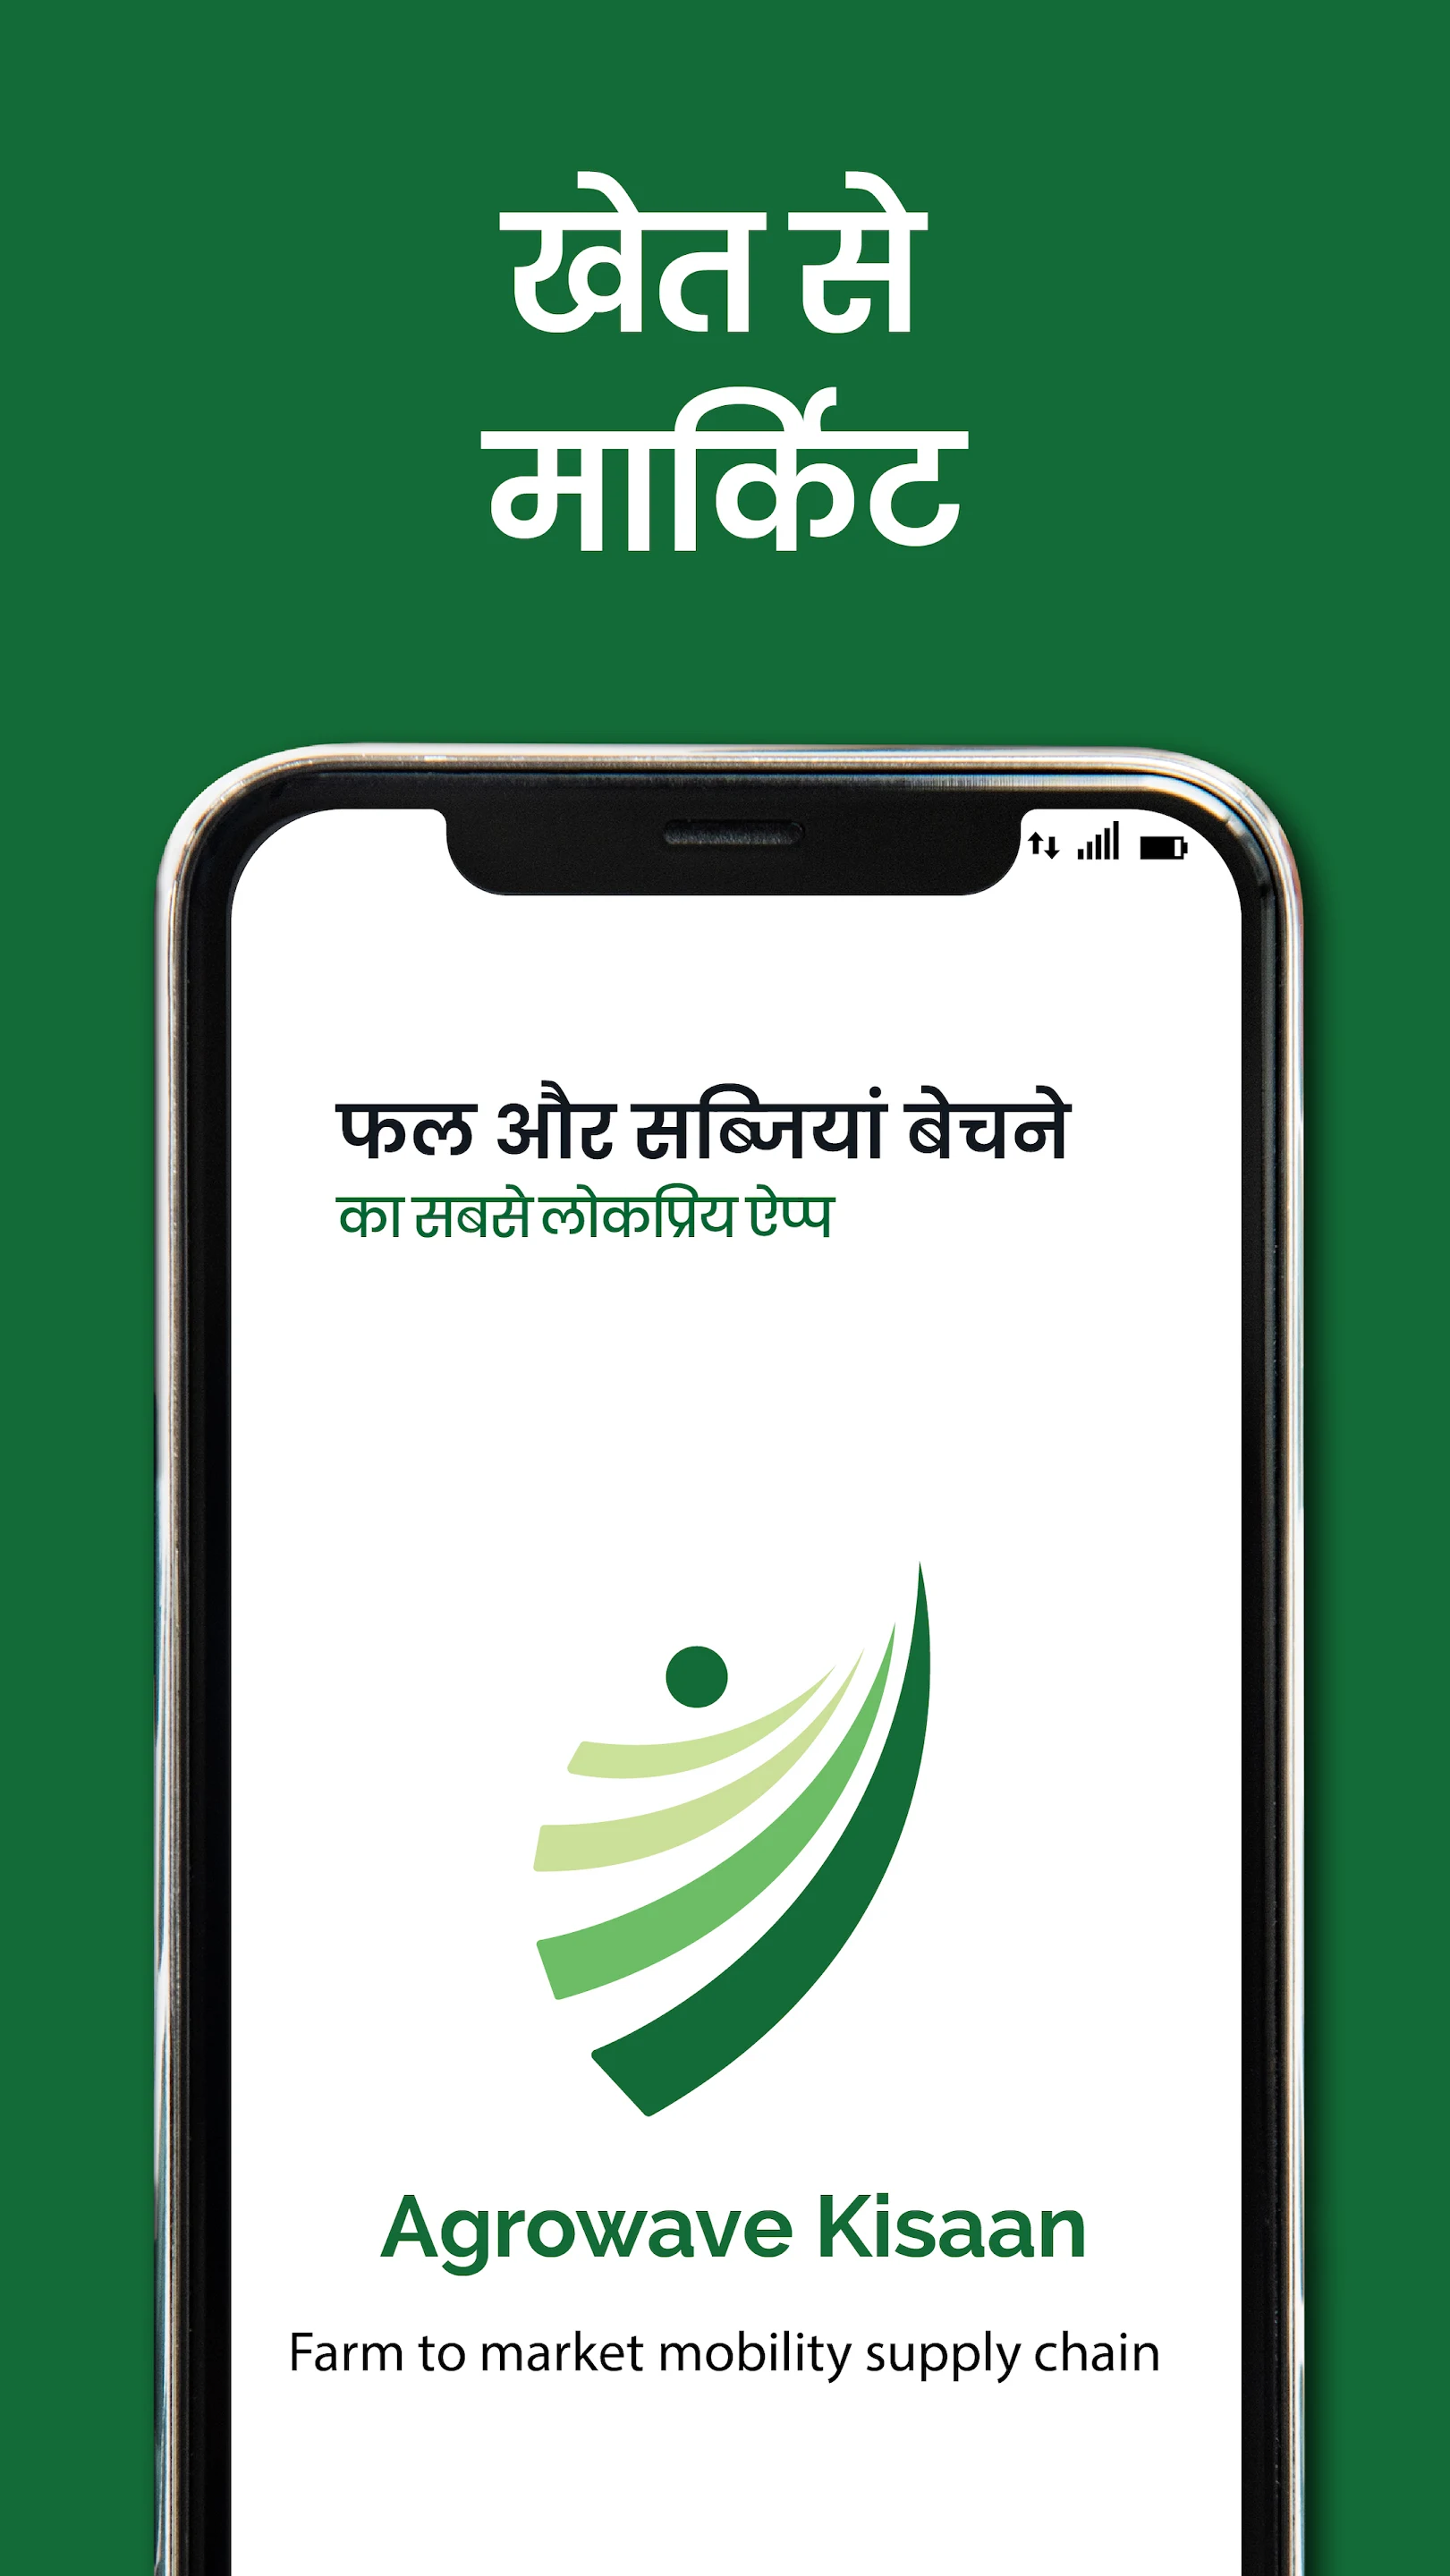 खेत से
मार्किट
फल और सब्जियां बेचने
का सबसे लोकप्रिय ऐप्प
Agrowave Kisaan
Farm to market mobility supply chain